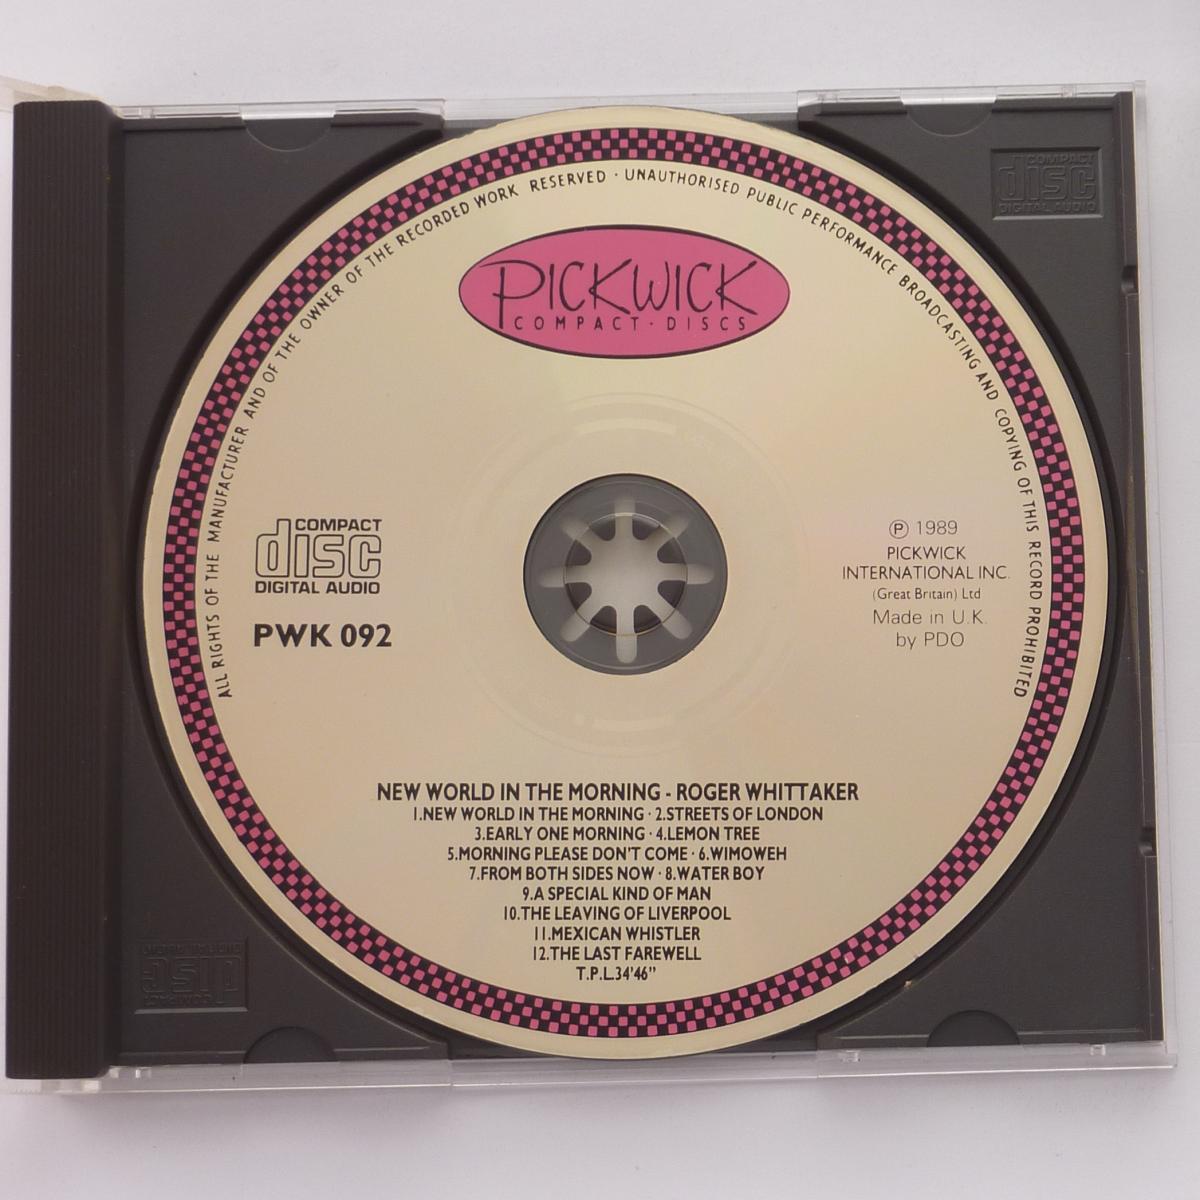 ALL RIGHTS OF THE MANUFACTURER AND OF THE OWNER OF THE RECORDED WORK RESERVED · UNAUTHORISED PUBLIC PERFORMANCE BROADCASTING AND COPYING OF THIS RECORD PROHIBITED
PICKWICK
COMPACT · DISCS
COMPACT
disc
DIGITAL AUDIO
COMPACT
disc
DIGITAL AUDIO
PWK 092
℗ 1989
PICKWICK
INTERNATIONAL INC.
(Great Britain) Ltd
Made in U.K.
by PDO
NEW WORLD IN THE MORNING - ROGER WHITTAKER
1.NEW WORLD IN THE MORNING · 2.STREETS OF LONDON
3.EARLY ONE MORNING · 4.LEMON TREE
5.MORNING PLEASE DON'T COME · 6.WIMOWEH
7.FROM BOTH SIDES NOW · 8.WATER BOY
9.A SPECIAL KIND OF MAN
10.THE LEAVING OF LIVERPOOL
11.MEXICAN WHISTLER
12.THE LAST FAREWELL
T.P.L.34'46"
COMPACT
disc
DIGITAL AUDIO